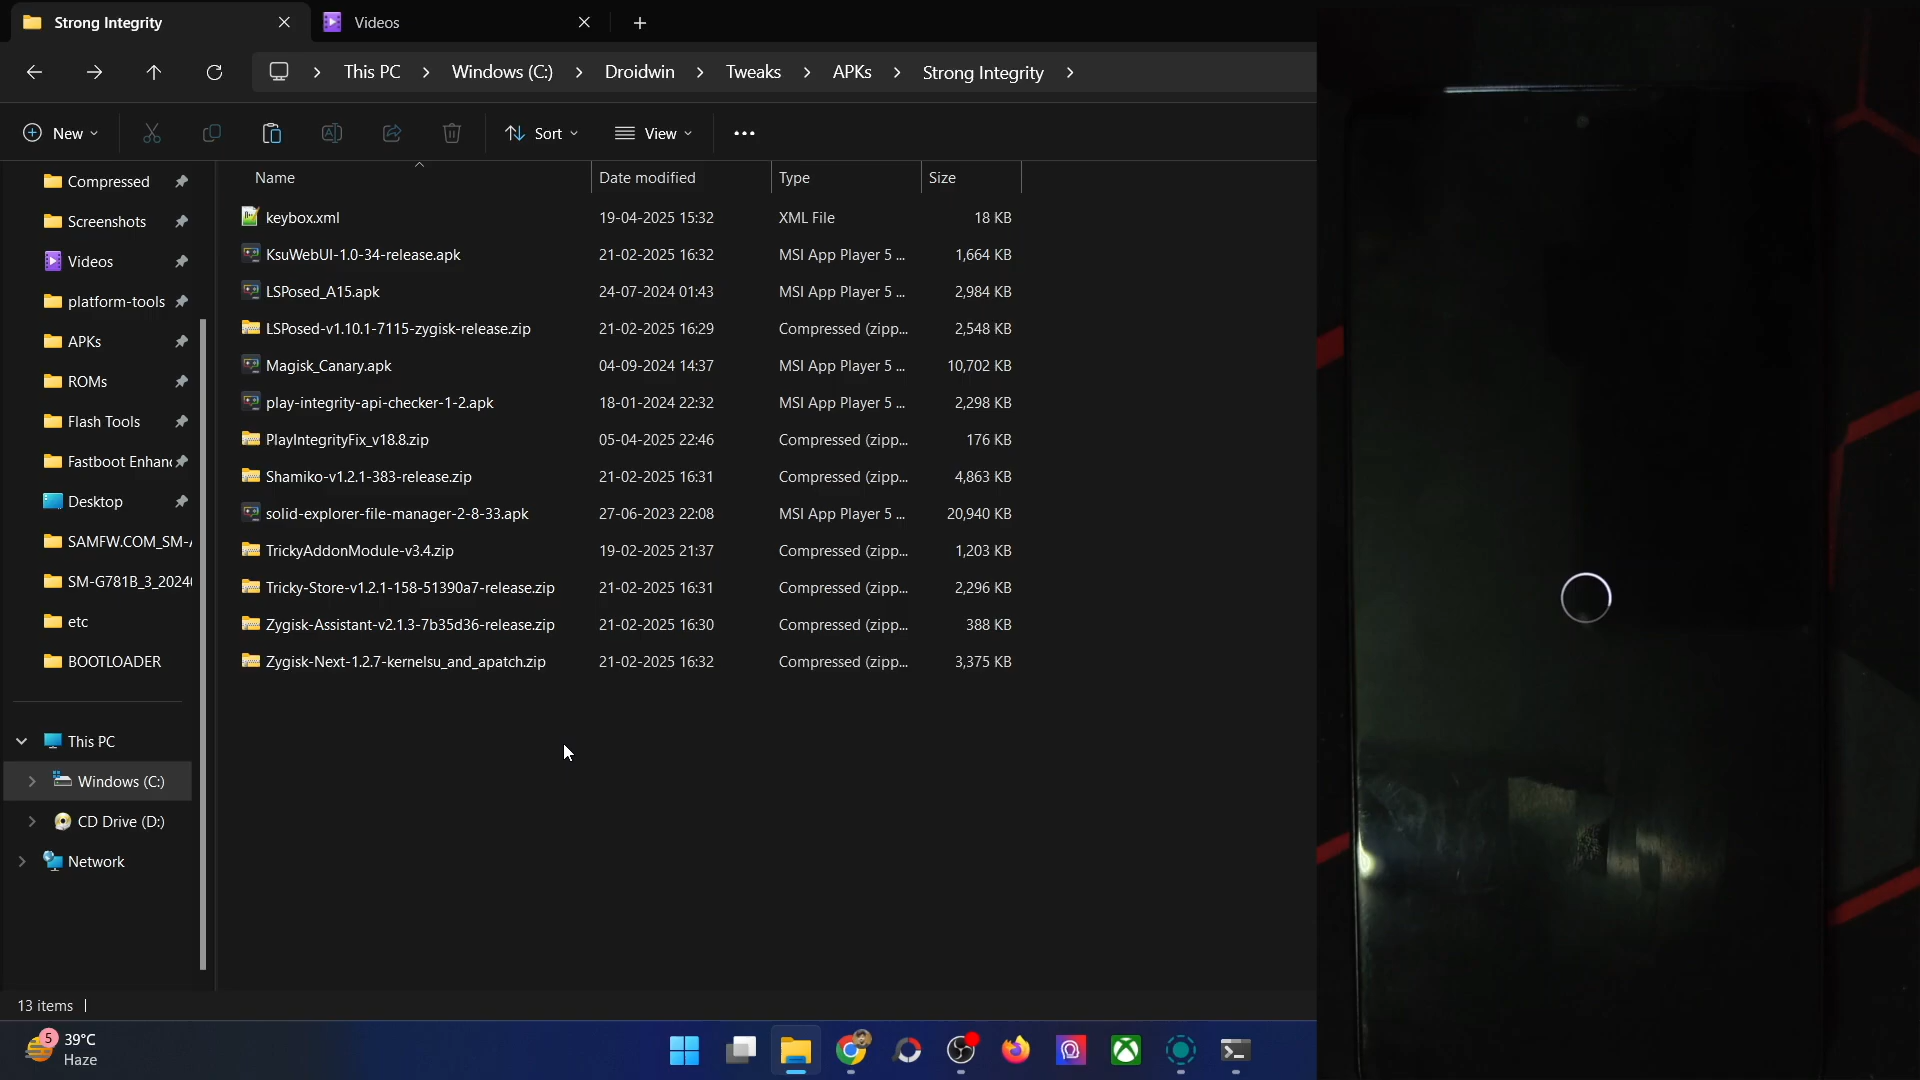 Strong Integrity
Videos
This PC
Windows (C:)
Droidwin
Tweaks
APKs
Strong Integrity
New
Sort
View
Name
Date modified
Type
Size
Compressed
Screenshots
Videos
platform-tools
APKs
ROMs
Flash Tools
Fastboot Enhanc
Desktop
SAMFW.COM_SM-
SM-G781B_3_2024
etc
BOOTLOADER
This PC
Windows (C:)
CD Drive (D:)
Network
keybox.xml 19-04-2025 15:32 XML File 18 KB
KsuWebUI-1.0-34-release.apk 21-02-2025 16:32 MSI App Player 5 ... 1,664 KB
LSPosed_A15.apk 24-07-2024 01:43 MSI App Player 5 ... 2,984 KB
LSPosed-v1.10.1-7115-zygisk-release.zip 21-02-2025 16:29 Compressed (zipp... 2,548 KB
Magisk_Canary.apk 04-09-2024 14:37 MSI App Player 5 ... 10,702 KB
play-integrity-api-checker-1-2.apk 18-01-2024 22:32 MSI App Player 5 ... 2,298 KB
PlayIntegrityFix_v18.8.zip 05-04-2025 22:46 Compressed (zipp... 176 KB
Shamiko-v1.2.1-383-release.zip 21-02-2025 16:31 Compressed (zipp... 4,863 KB
solid-explorer-file-manager-2-8-33.apk 27-06-2023 22:08 MSI App Player 5 ... 20,940 KB
TrickyAddonModule-v3.4.zip 19-02-2025 21:37 Compressed (zipp... 1,203 KB
Tricky-Store-v1.2.1-158-51390a7-release.zip 21-02-2025 16:31 Compressed (zipp... 2,296 KB
Zygisk-Assistant-v2.1.3-7b35d36-release.zip 21-02-2025 16:30 Compressed (zipp... 388 KB
Zygisk-Next-1.2.7-kernelsu_and_apatch.zip 21-02-2025 16:32 Compressed (zipp... 3,375 KB
13 items
5
39°C
Haze